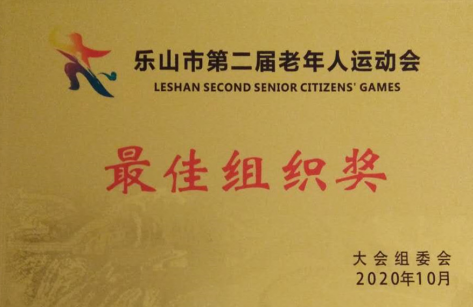 乐山市第二届老年人运动会
LESHAN SECOND SENIOR CITIZENS' GAMES
最佳组织奖
大会组委会
2020年10月